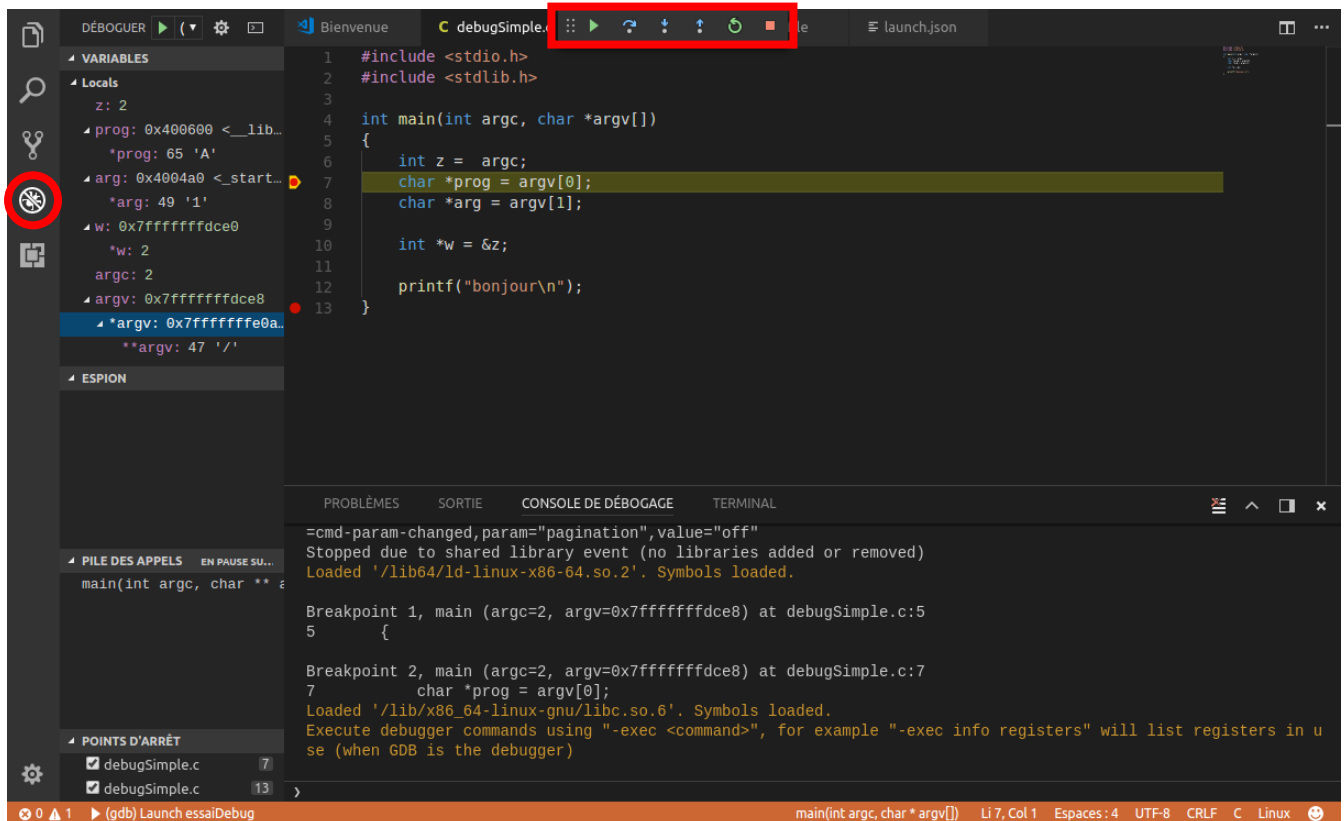 DÉBOGUER
Bienvenue
debugSimple.c
le
launch.json
VARIABLES
Locals
z: 2
prog: 0x400600 <__lib…
*prog: 65 'A'
arg: 0x4004a0 <_start…
*arg: 49 '1'
w: 0x7fffffffdce0
*w: 2
argc: 2
argv: 0x7fffffffdce8
*argv: 0x7fffffffe0a…
**argv: 47 '/'
ESPION
PILE DES APPELS EN PAUSE SU…
main(int argc, char ** a
POINTS D'ARRÊT
debugSimple.c 7
debugSimple.c 13
1 #include <stdio.h>
2 #include <stdlib.h>
3
4 int main(int argc, char *argv[])
5 {
6 int z =  argc;
7 char *prog = argv[0];
8 char *arg = argv[1];
9
10 int *w = &z;
11
12 printf("bonjour\n");
13 }
PROBLÈMES SORTIE CONSOLE DE DÉBOGAGE TERMINAL
=cmd-param-changed,param="pagination",value="off"
Stopped due to shared library event (no libraries added or removed)
Loaded '/lib64/ld-linux-x86-64.so.2'. Symbols loaded.
Breakpoint 1, main (argc=2, argv=0x7fffffffdce8) at debugSimple.c:5
5 {
Breakpoint 2, main (argc=2, argv=0x7fffffffdce8) at debugSimple.c:7
7 char *prog = argv[0];
Loaded '/lib/x86_64-linux-gnu/libc.so.6'. Symbols loaded.
Execute debugger commands using "-exec <command>", for example "-exec info registers" will list registers in u
se (when GDB is the debugger)
0 1 (gdb) Launch essaiDebug main(int argc, char * argv[]) Li 7, Col 1 Espaces : 4 UTF-8 CRLF C Linux